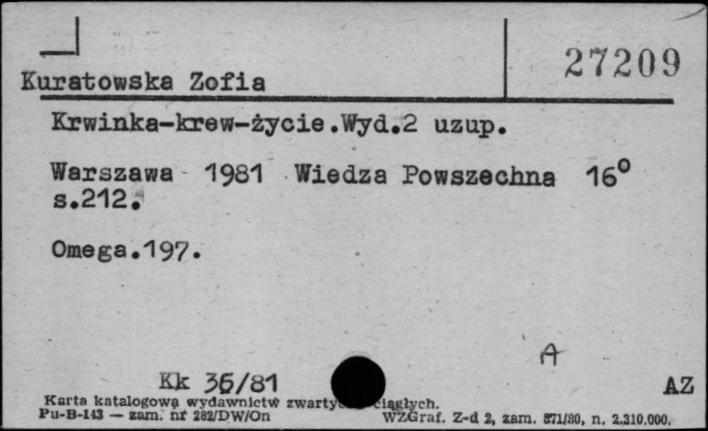 27209
Kuratowska Zofia
Krwinka-krew-życie.Wyd.2 uzup.
Warszawa 1981 Wiedza Powszechna 16°
s.212.
Omega.197.
A
Kk 36/81
AZ
Karta katalogowa wydawnictw ciągłych.
Pu-B-143 — zam. nr 282/DW/On WZGraf. Z-d 2, zam. 871/80, n. 2.310.000.